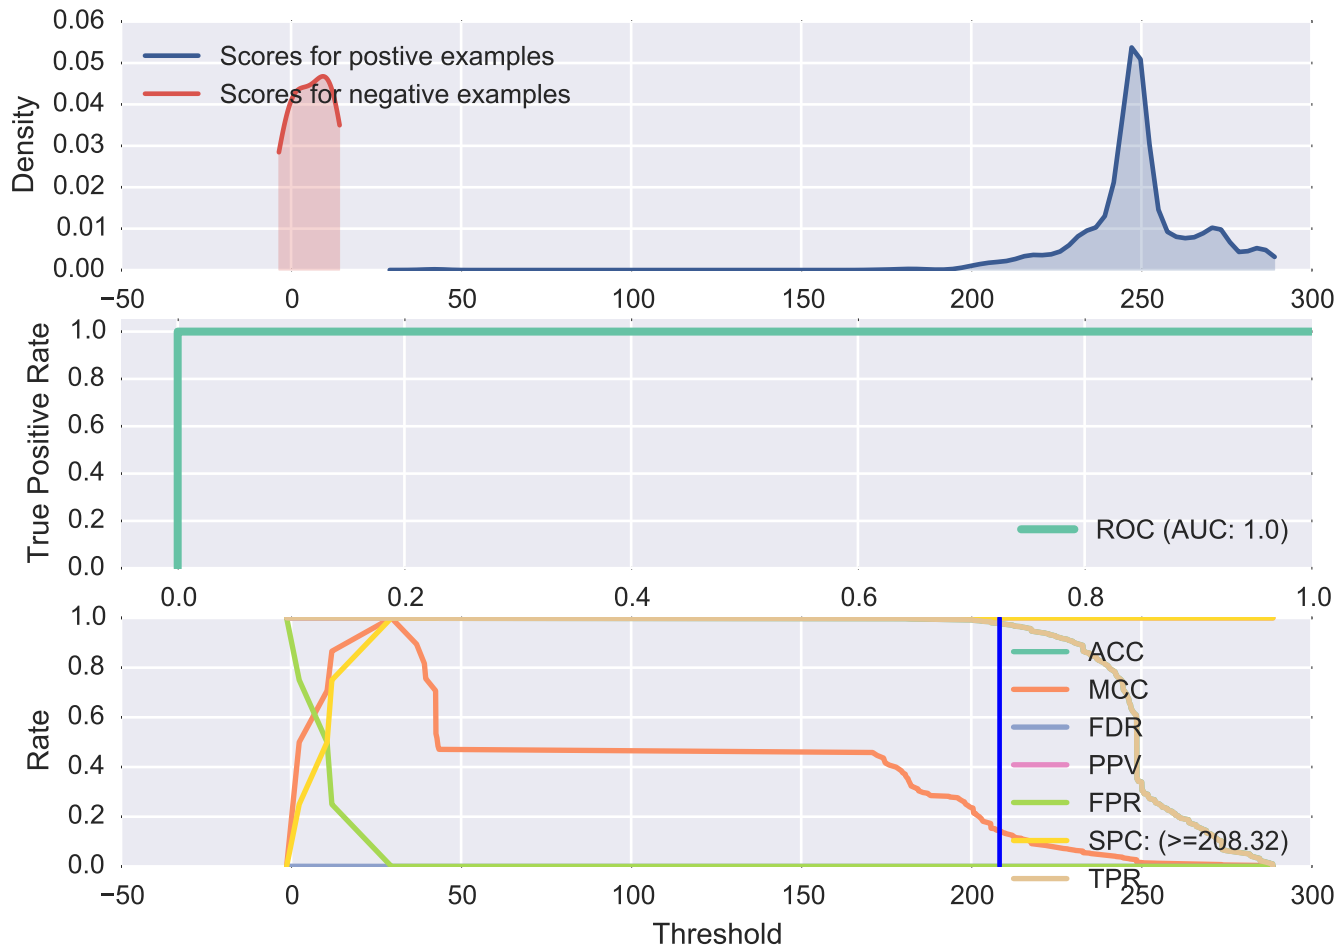 0.06
0.05
0.04
0.03
0.02
0.01
0.00
Density
Scores for postive examples
Scores for negative examples
−50 0 50 100 150 200 250 300
1.0
0.8
0.6
0.4
0.2
0.0
True Positive Rate
ROC (AUC: 1.0)
0.0 0.2 0.4 0.6 0.8 1.0
1.0
0.8
0.6
0.4
0.2
0.0
Rate
ACC
MCC
FDR
PPV
FPR
SPC: (>=208.32)
TPR
−50 0 50 100 150 200 250 300
Threshold